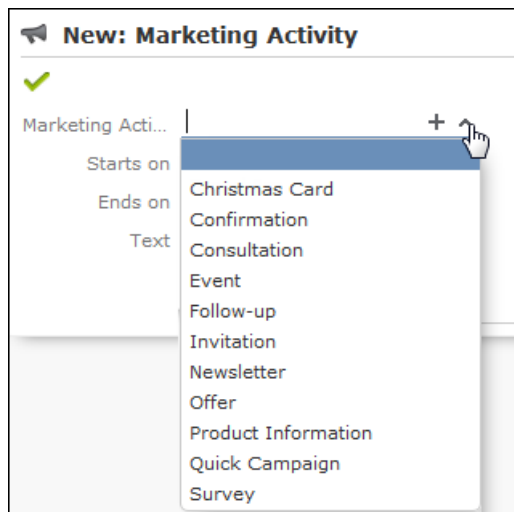 New: Marketing Activity
Marketing Acti...
Starts on
Ends on
Text
Christmas Card
Confirmation
Consultation
Event
Follow-up
Invitation
Newsletter
Offer
Product Information
Quick Campaign
Survey